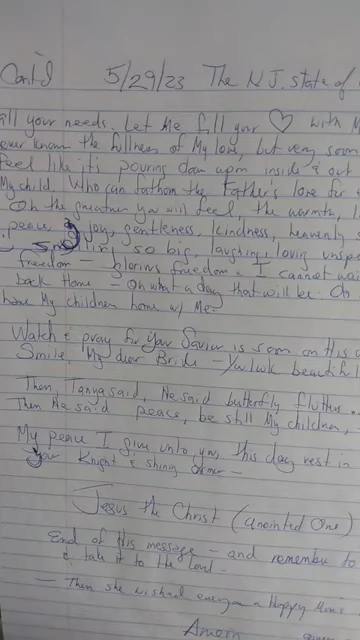 Cont'd 5/29/23 The N.J. state of
all your needs. Let Me fill your ♡ with M
ever known the fullness of My love, but very soon
feel like it's pouring down upon inside & out
My child. Who can fathom the Father's love for
Oh the greatness you will feel, the warmth, l
peace, joy, gentleness, kindness, heavenly s
so big, laughing, loving unsp
freedom — glorious freedom. I cannot wai
back Home — Oh what a day that will be. Oh
have My children home w/ Me—
Watch & pray for your Savior is soon on His w
Smile, My dear Bride — You look beautiful
Then, Tanya said, He said butterfly flutter
Then He said peace, be still My children,
My peace I give unto you, this day rest in
your Knight & shining armor—
Jesus the Christ (Anointed One)
End of this message — and remember to
& take it to the Lord.
— Then she wished everyone a Happy
Amen